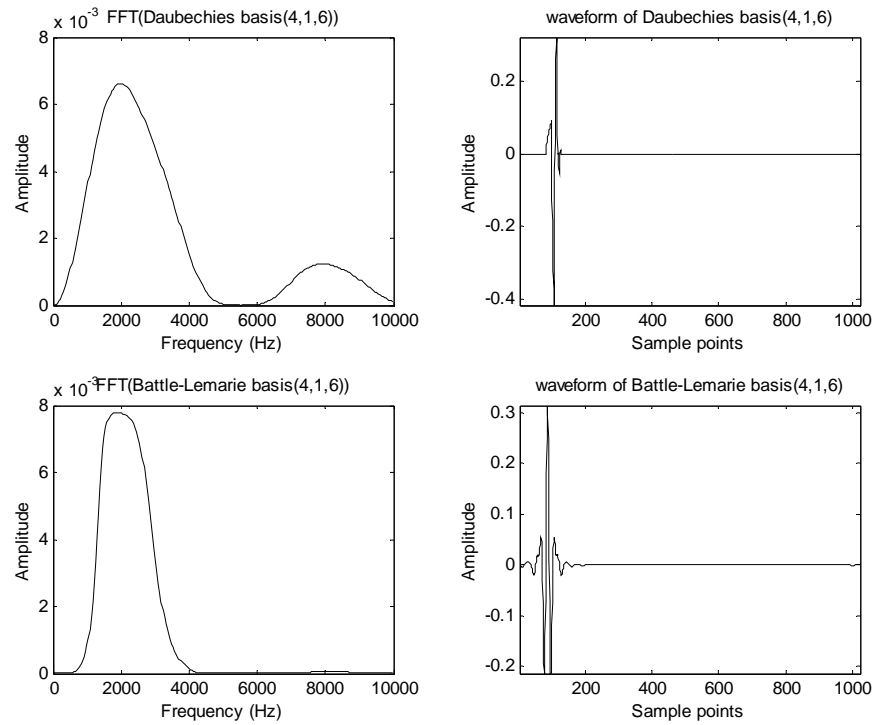 x 10^-3 FFT(Daubechies basis(4,1,6))
8
6
4
2
0
Amplitude
0 2000 4000 6000 8000 10000
Frequency (Hz)
waveform of Daubechies basis(4,1,6)
0.2
0
-0.2
-0.4
Amplitude
200 400 600 800 1000
Sample points
x 10^-3 FFT(Battle-Lemarie basis(4,1,6))
8
6
4
2
0
Amplitude
0 2000 4000 6000 8000 10000
Frequency (Hz)
waveform of Battle-Lemarie basis(4,1,6)
0.3
0.2
0.1
0
-0.1
-0.2
Amplitude
200 400 600 800 1000
Sample points